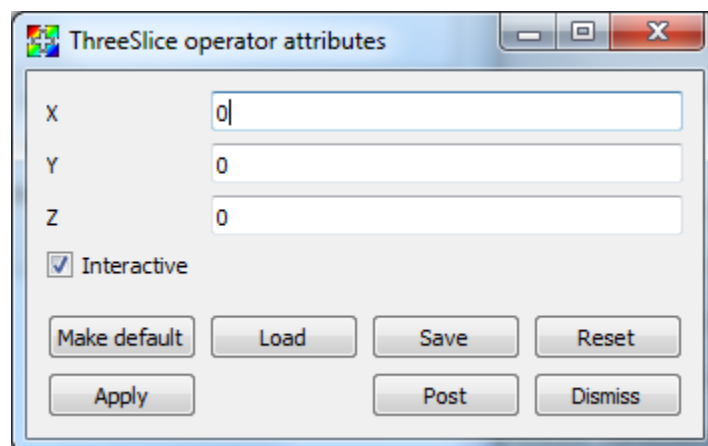 ThreeSlice operator attributes
X 0
Y 0
Z 0
Interactive
Make default Load Save Reset
Apply Post Dismiss